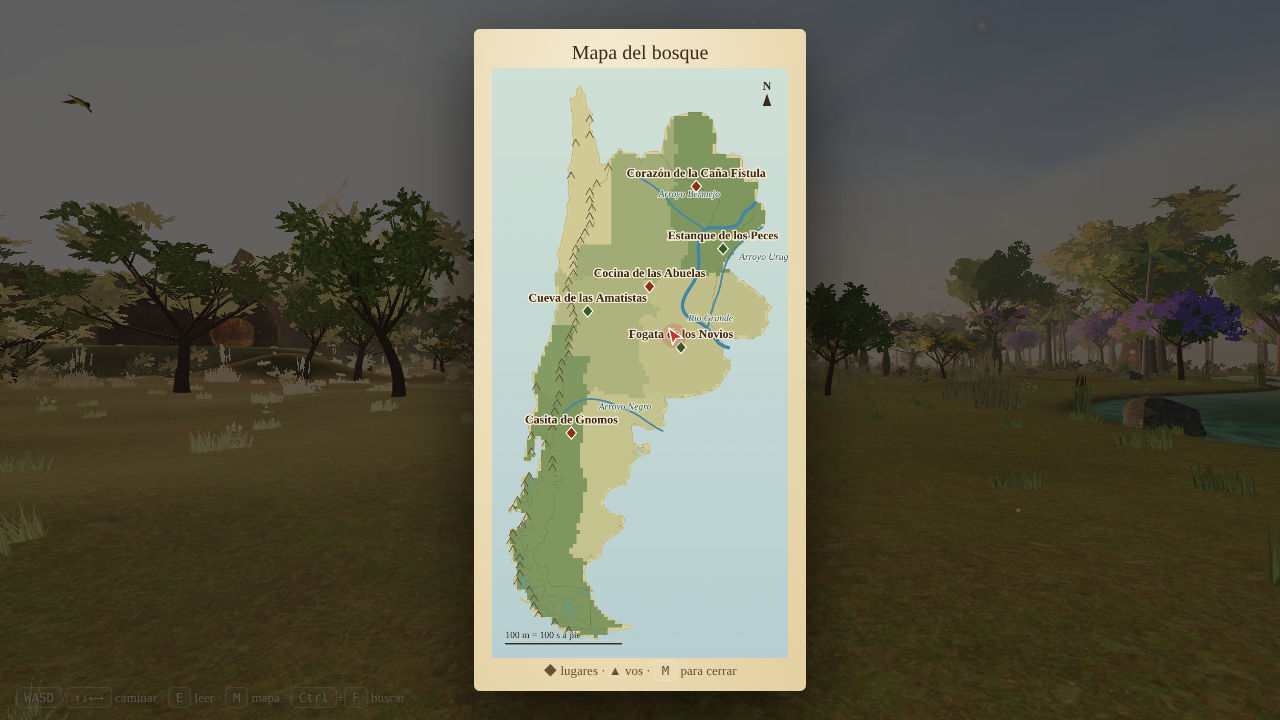 Mapa del bosque
N
Corazón de la Caña Fístula
Arroyo Bermejo
Estanque de los Peces
Arroyo Urug
Cocina de las Abuelas
Cueva de las Amatistas
Río Grande
Fogata de los Novios
Arroyo Negro
Casita de Gnomos
100 m = 100 s a pie
◆ lugares · ▲ vos · M para cerrar
WASD / ↑↓←→ caminar · E leer · M mapa · Ctrl + F buscar